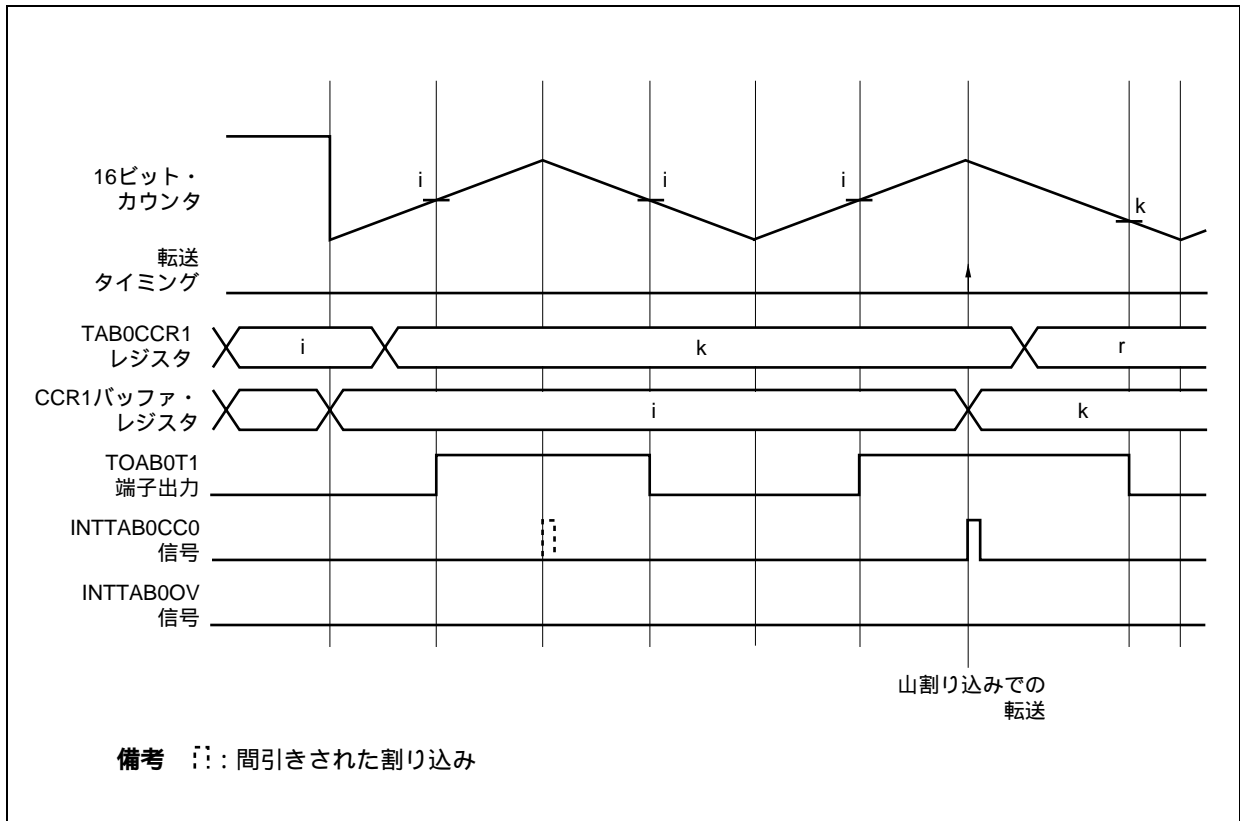 16ビット・
カウンタ
i
i
i
k
転送
タイミング
TAB0CCR1
レジスタ
i
k
r
CCR1バッファ・
レジスタ
i
k
TOAB0T1
端子出力
INTTAB0CC0
信号
INTTAB0OV
信号
山割り込みでの
転送
備考 : 間引きされた割り込み